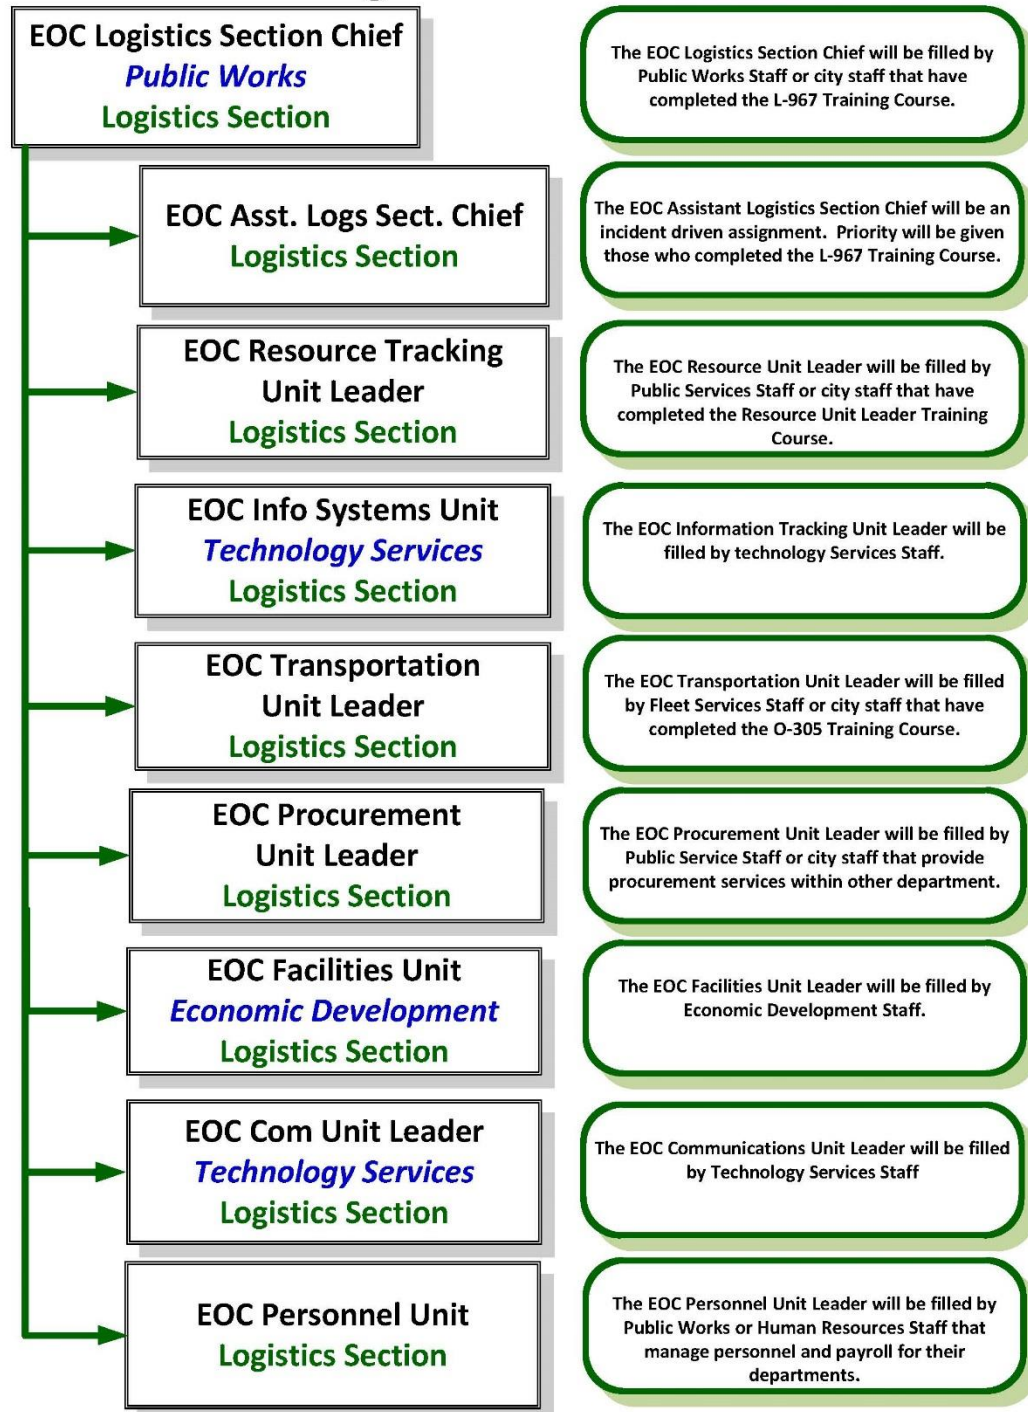 EOC Logistics Section Chief
Public Works
Logistics Section
The EOC Logistics Section Chief will be filled by
Public Works Staff or city staff that have
completed the L-967 Training Course.
EOC Asst. Logs Sect. Chief
Logistics Section
The EOC Assistant Logistics Section Chief will be an
incident driven assignment. Priority will be given
those who completed the L-967 Training Course.
EOC Resource Tracking
Unit Leader
Logistics Section
The EOC Resource Unit Leader will be filled by
Public Services Staff or city staff that have
completed the Resource Unit Leader Training
Course.
EOC Info Systems Unit
Technology Services
Logistics Section
The EOC Information Tracking Unit Leader will be
filled by technology Services Staff.
EOC Transportation
Unit Leader
Logistics Section
The EOC Transportation Unit Leader will be filled
by Fleet Services Staff or city staff that have
completed the O-305 Training Course.
EOC Procurement
Unit Leader
Logistics Section
The EOC Procurement Unit Leader will be filled by
Public Service Staff or city staff that provide
procurement services within other department.
EOC Facilities Unit
Economic Development
Logistics Section
The EOC Facilities Unit Leader will be filled by
Economic Development Staff.
EOC Com Unit Leader
Technology Services
Logistics Section
The EOC Communications Unit Leader will be filled
by Technology Services Staff
EOC Personnel Unit
Logistics Section
The EOC Personnel Unit Leader will be filled by
Public Works or Human Resources Staff that
manage personnel and payroll for their
departments.